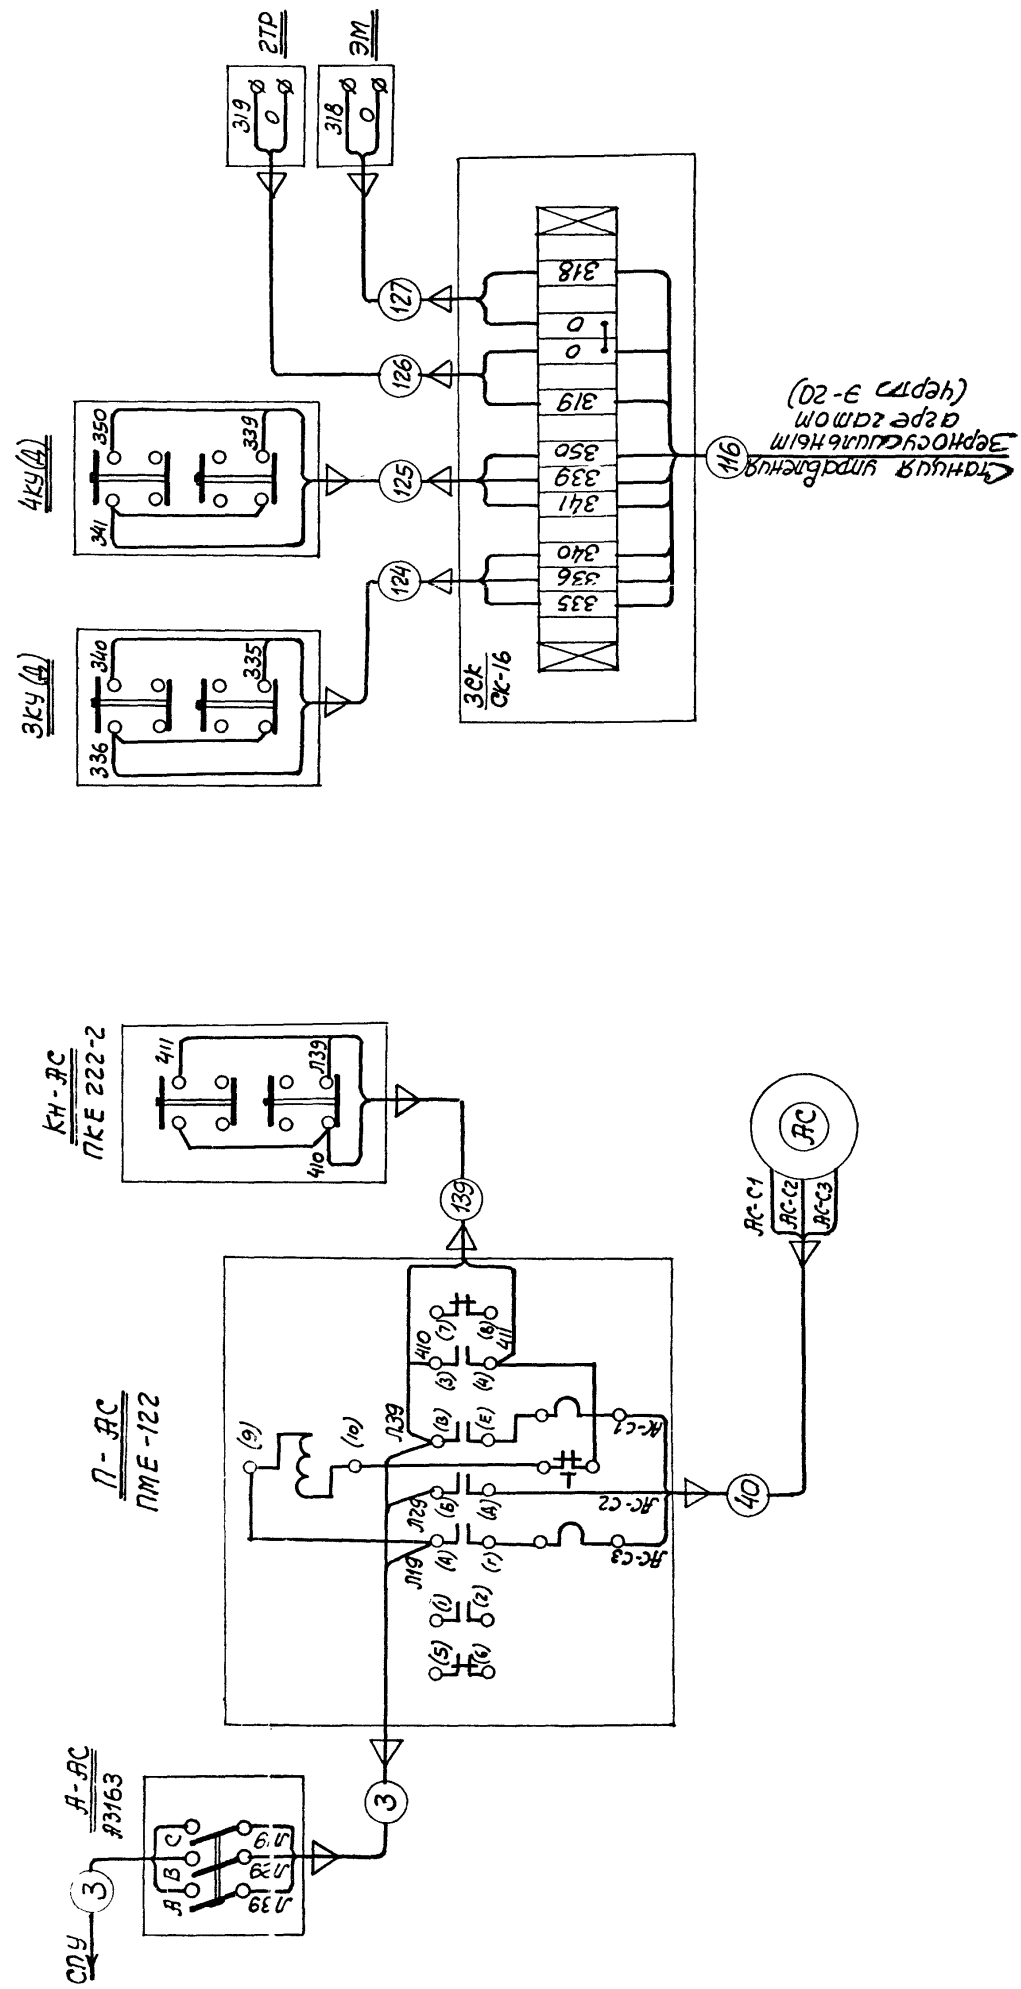 СПУ
3
А-АС
А3163
А
В
С
Л39
Л29
Л19
3
П-АС
ПМЕ-122
(9)
(10)
Л19
Л29
Л39
410
(5)
(1)
(А)
(Б)
(В)
(3)
(7)
(6)
(2)
(Г)
(Д)
(Е)
(4)
(8)
411
АС-С3
АС-С2
АС-С1
40
139
КН-АС
ПКЕ 222-2
411
410
Л39
АС-С1
АС-С2
АС-С3
АС
3КУ(Д)
336
340
335
4КУ(Д)
341
350
339
2ТР
319
0
ЭМ
318
0
124
125
126
127
3СК
СК-16
335
336
340
341
339
350
319
0
0
318
116
Станция управления
Зерносушильным
агрегатом
(черт. Э-20)